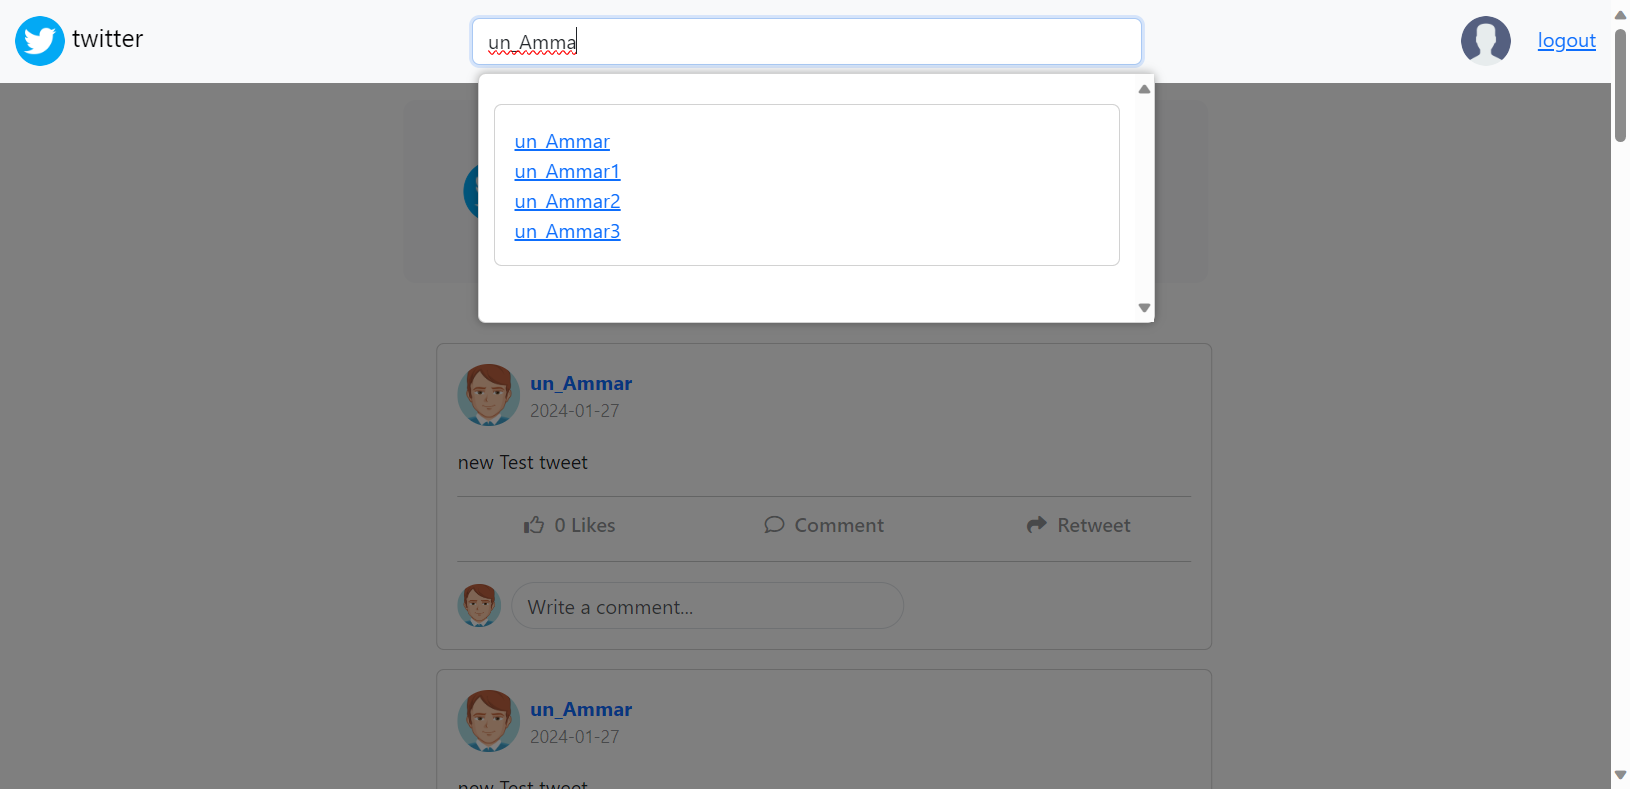 twitter
un_Amma
logout
un_Ammar
un_Ammar1
un_Ammar2
un_Ammar3
un_Ammar
2024-01-27
new Test tweet
0 Likes Comment Retweet
Write a comment...
un_Ammar
2024-01-27
new Test tweet